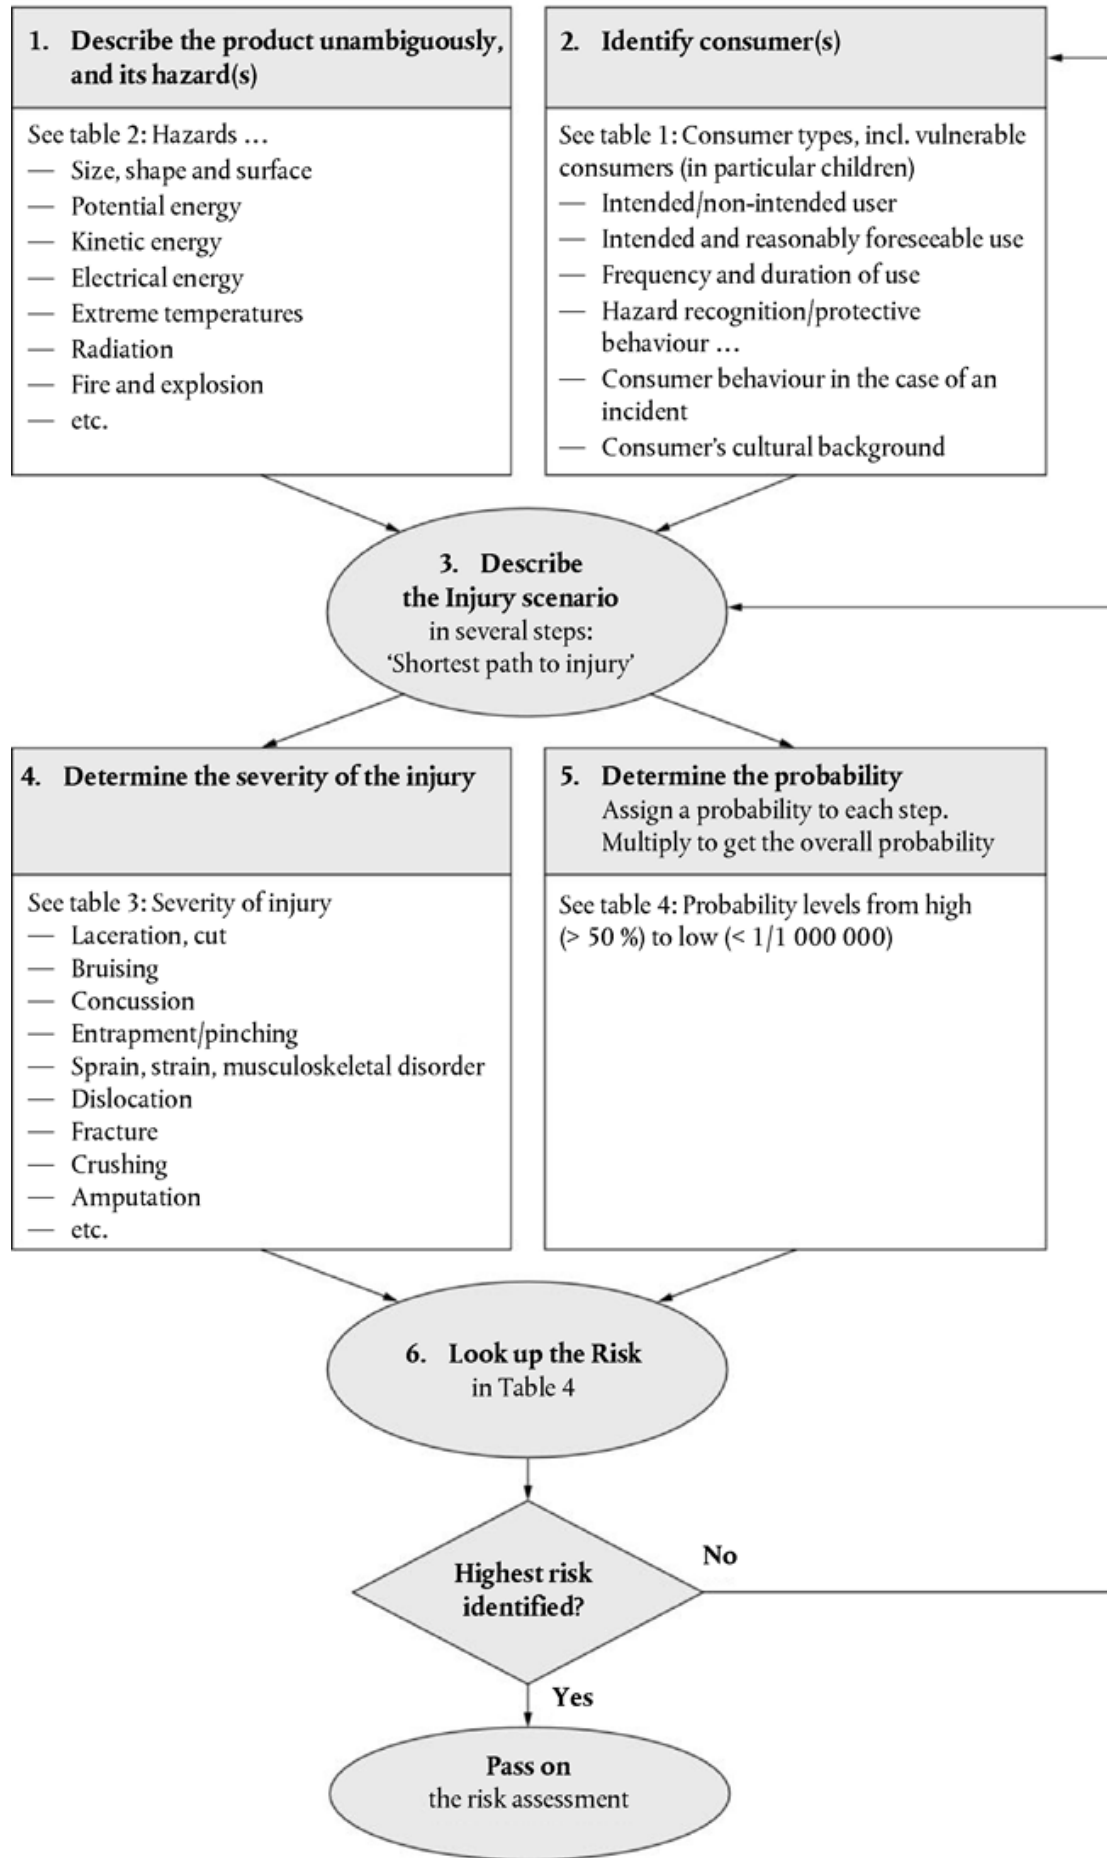 1. Describe the product unambiguously,
and its hazard(s)
See table 2: Hazards …
— Size, shape and surface
— Potential energy
— Kinetic energy
— Electrical energy
— Extreme temperatures
— Radiation
— Fire and explosion
— etc.
2. Identify consumer(s)
See table 1: Consumer types, incl. vulnerable
consumers (in particular children)
— Intended/non-intended user
— Intended and reasonably foreseeable use
— Frequency and duration of use
— Hazard recognition/protective
behaviour …
— Consumer behaviour in the case of an
incident
— Consumer's cultural background
3. Describe
the Injury scenario
in several steps:
‘Shortest path to injury’
4. Determine the severity of the injury
See table 3: Severity of injury
— Laceration, cut
— Bruising
— Concussion
— Entrapment/pinching
— Sprain, strain, musculoskeletal disorder
— Dislocation
— Fracture
— Crushing
— Amputation
— etc.
5. Determine the probability
Assign a probability to each step.
Multiply to get the overall probability
See table 4: Probability levels from high
(> 50 %) to low (< 1/1 000 000)
6. Look up the Risk
in Table 4
Highest risk
identified?
No
Yes
Pass on
the risk assessment